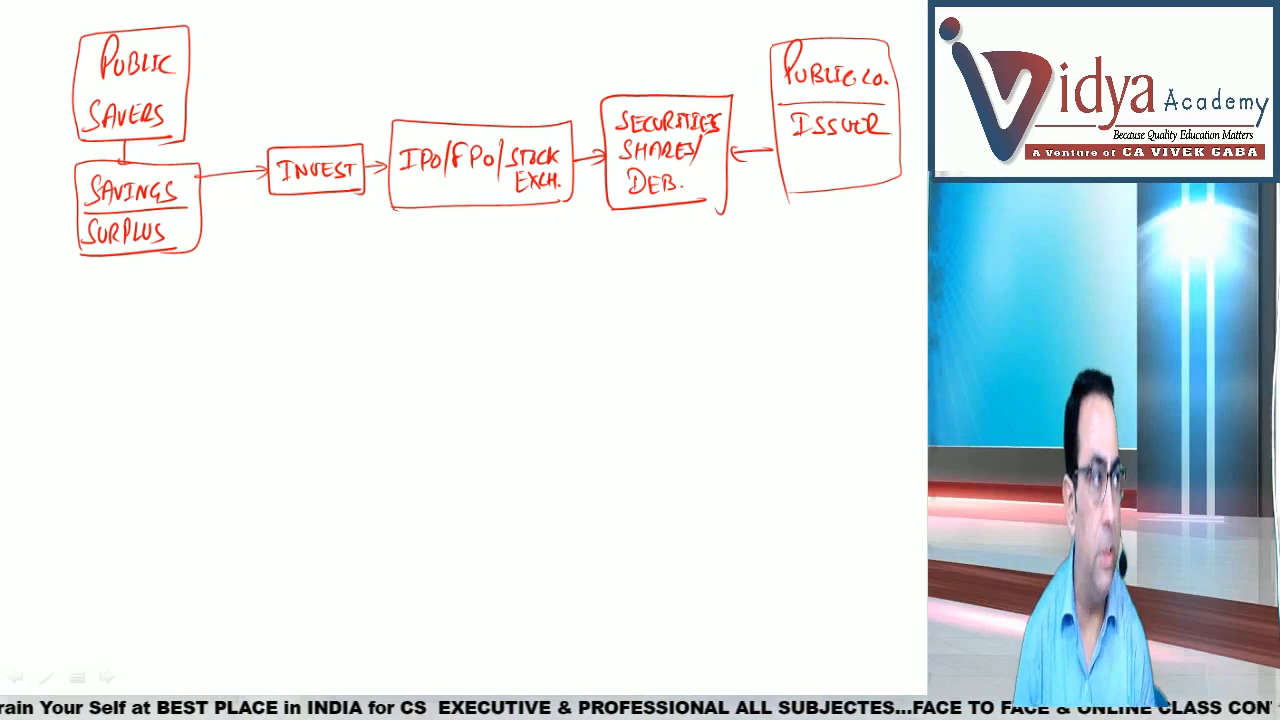 PUBLIC
SAVERS
SAVINGS
SURPLUS
INVEST
IPO/FPO/STOCK
EXCH.
SECURITIES
SHARES/
DEB.
PUBLIC CO.
ISSUER
iVidya Academy
Because Quality Education Matters
A Venture of CA VIVEK GABA
rain Your Self at BEST PLACE in INDIA for CS EXECUTIVE & PROFESSIONAL ALL SUBJECTES...FACE TO FACE & ONLINE CLASS CON